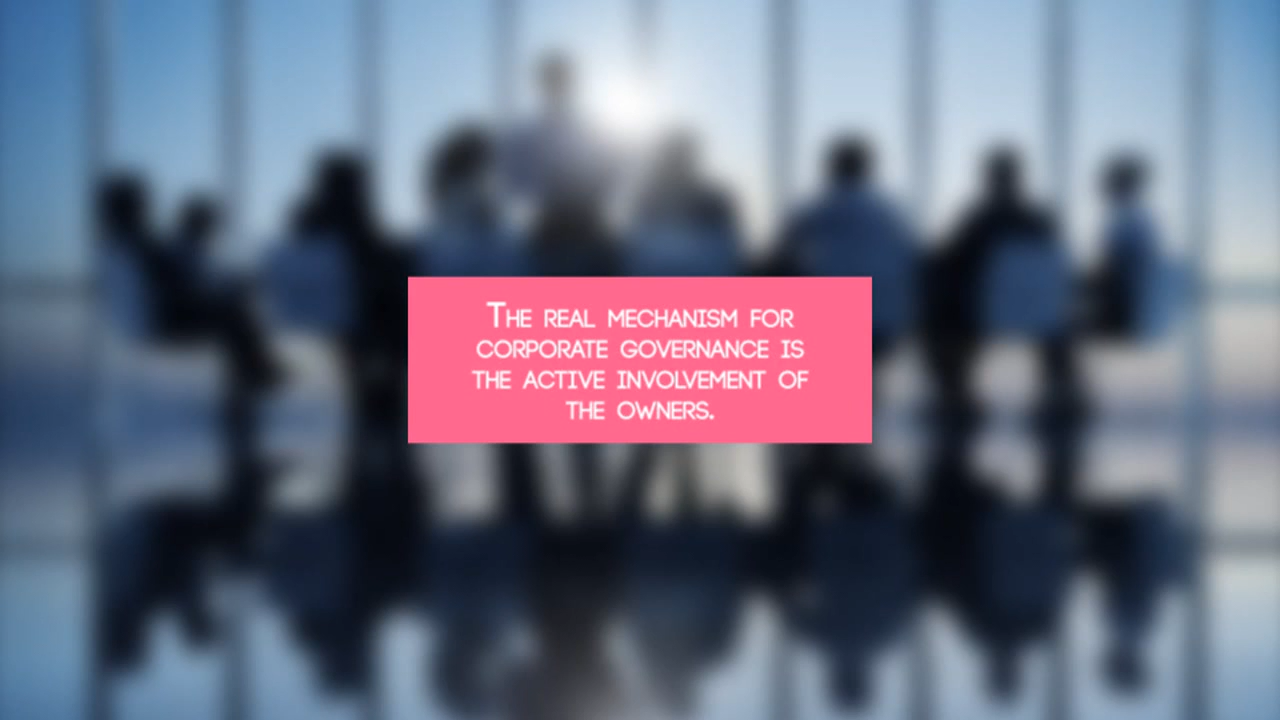 The real mechanism for
corporate governance is
the active involvement of
the owners.